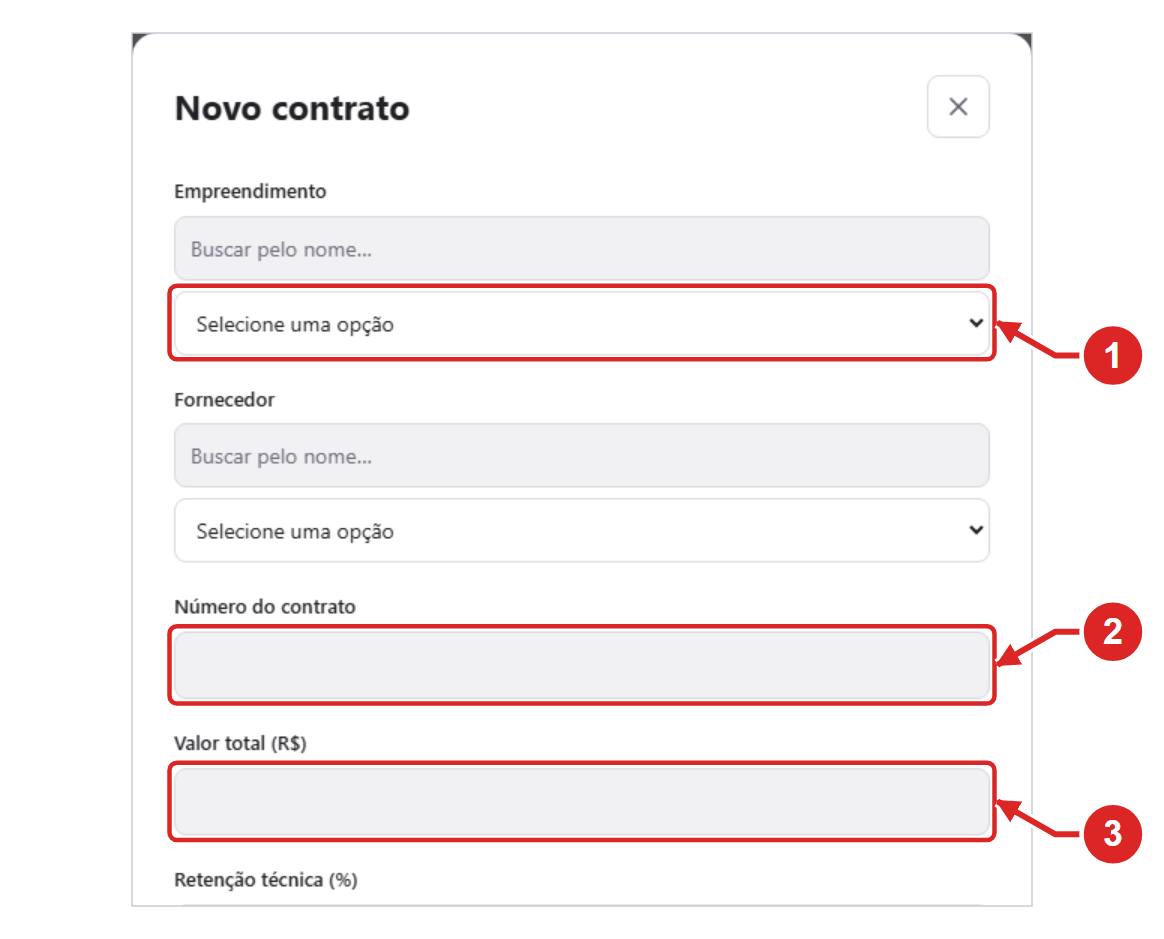 Novo contrato
Empreendimento
Buscar pelo nome...
Selecione uma opção
1
Fornecedor
Buscar pelo nome...
Selecione uma opção
Número do contrato
2
Valor total (R$)
3
Retenção técnica (%)